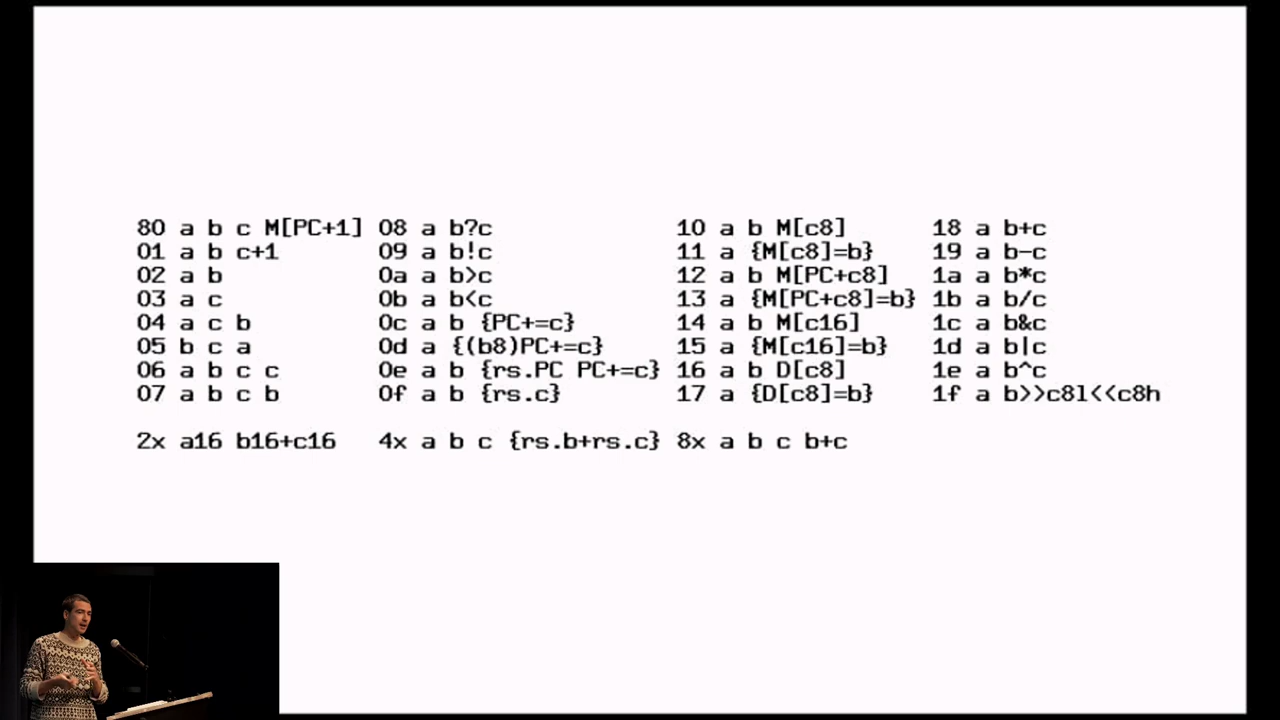 80 a b c M[PC+1] 08 a b?c 10 a b M[c8] 18 a b+c
01 a b c+1 09 a b!c 11 a {M[c8]=b} 19 a b-c
02 a b 0a a b>c 12 a b M[PC+c8] 1a a b*c
03 a c 0b a b<c 13 a {M[PC+c8]=b} 1b a b/c
04 a c b 0c a b {PC+=c} 14 a b M[c16] 1c a b&c
05 b c a 0d a {(b8)PC+=c} 15 a {M[c16]=b} 1d a b|c
06 a b c c 0e a b {rs.PC PC+=c} 16 a b D[c8] 1e a b^c
07 a b c b 0f a b {rs.c} 17 a {D[c8]=b} 1f a b>>c8l<<c8h
2x a16 b16+c16 4x a b c {rs.b+rs.c} 8x a b c b+c